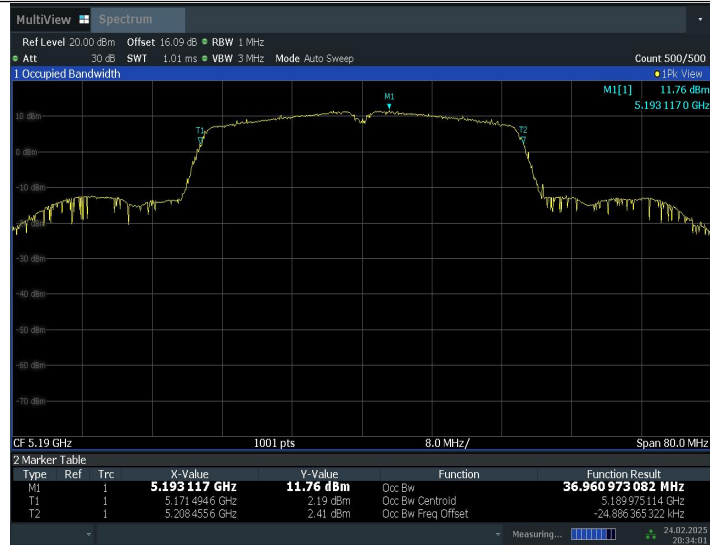 MultiView Spectrum
Ref Level 20.00 dBm Offset 16.09 dB RBW 1 MHz
Att 30 dB SWT 1.01 ms VBW 3 MHz Mode Auto Sweep Count 500/500
1 Occupied Bandwidth 1Pk View
M1[1] 11.76 dBm
5.193 117 0 GHz
M1
10 dBm
T1 T2
0 dBm
-10 dBm
-20 dBm
-30 dBm
-40 dBm
-50 dBm
-60 dBm
-70 dBm
CF 5.19 GHz 1001 pts 8.0 MHz/ Span 80.0 MHz
2 Marker Table
Type Ref Trc X-Value Y-Value Function Function Result
M1 1 5.193 117 GHz 11.76 dBm Occ Bw 36.960 973 082 MHz
T1 1 5.171 494 6 GHz 2.19 dBm Occ Bw Centroid 5.189 975 114 GHz
T2 1 5.208 455 6 GHz 2.41 dBm Occ Bw Freq Offset -24.886 365 322 kHz
Measuring... 24.02.2025
20:34:01